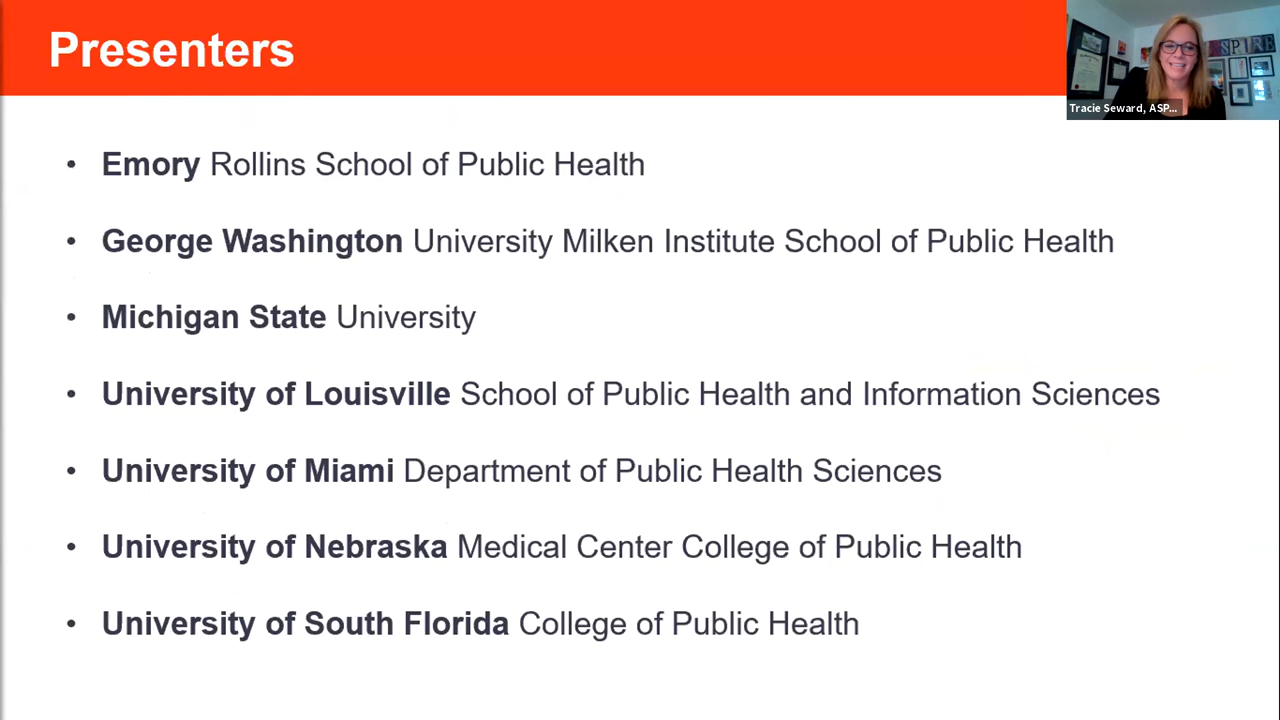 Presenters
Tracie Seward, ASP...
• Emory Rollins School of Public Health
• George Washington University Milken Institute School of Public Health
• Michigan State University
• University of Louisville School of Public Health and Information Sciences
• University of Miami Department of Public Health Sciences
• University of Nebraska Medical Center College of Public Health
• University of South Florida College of Public Health